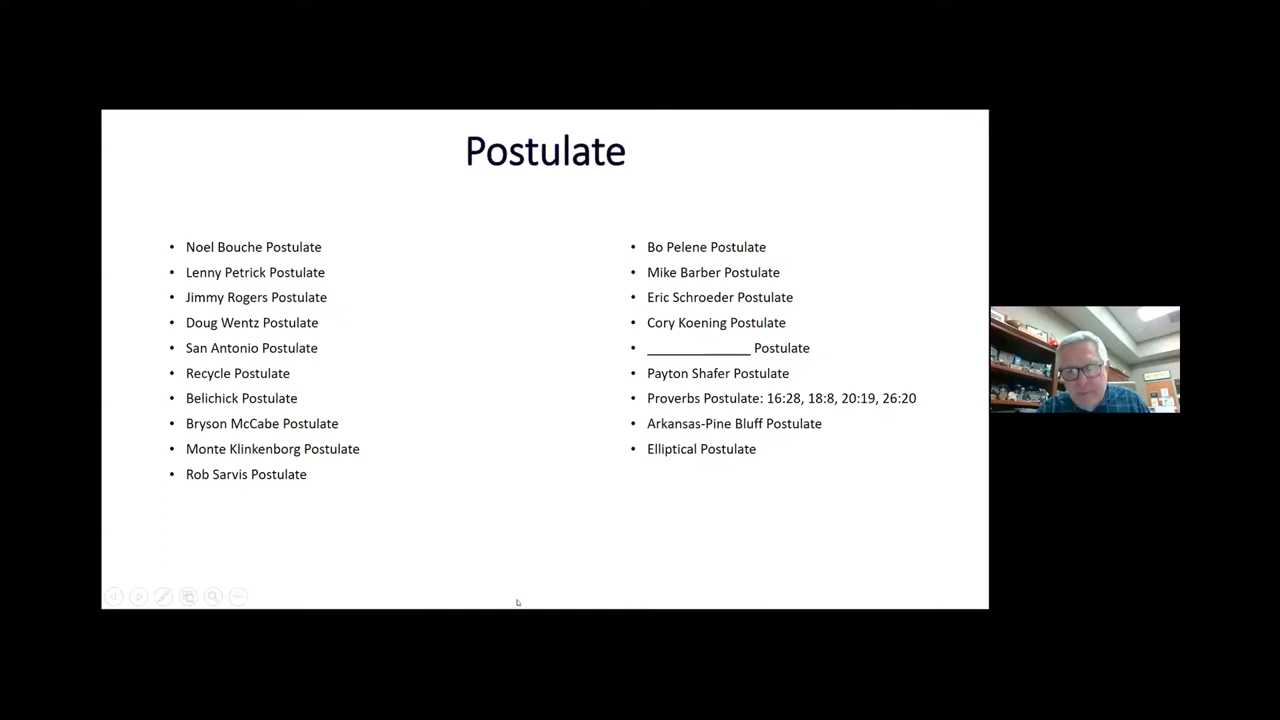 Postulate
• Noel Bouche Postulate
• Lenny Petrick Postulate
• Jimmy Rogers Postulate
• Doug Wentz Postulate
• San Antonio Postulate
• Recycle Postulate
• Belichick Postulate
• Bryson McCabe Postulate
• Monte Klinkenborg Postulate
• Rob Sarvis Postulate
• Bo Pelene Postulate
• Mike Barber Postulate
• Eric Schroeder Postulate
• Cory Koening Postulate
• ______________ Postulate
• Payton Shafer Postulate
• Proverbs Postulate: 16:28, 18:8, 20:19, 26:20
• Arkansas-Pine Bluff Postulate
• Elliptical Postulate